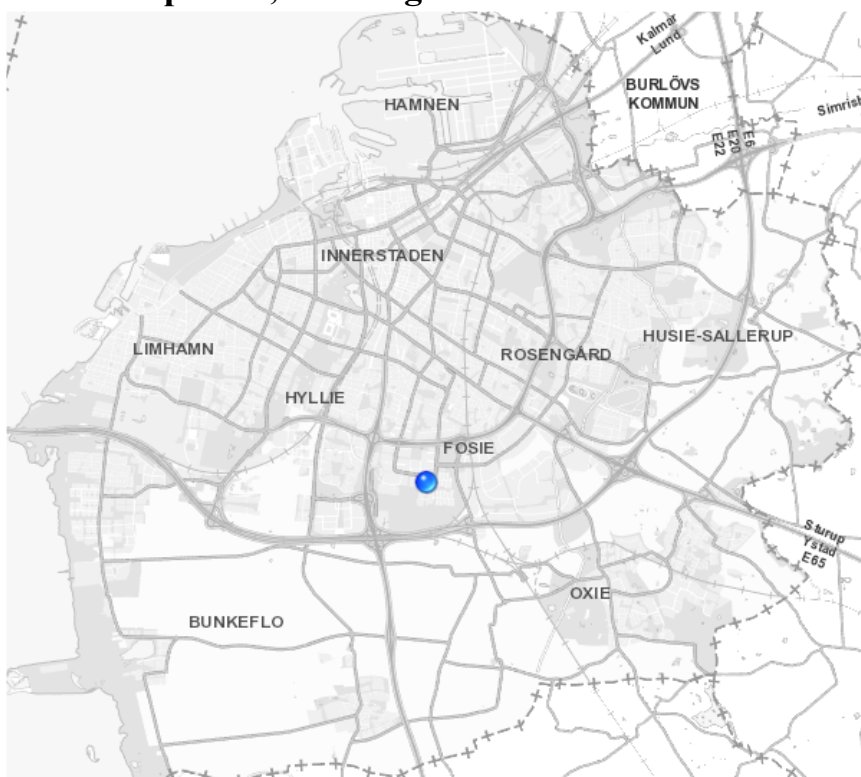 HAMNEN
Kalmar
Lund
BURLÖVS
KOMMUN
E6
E20
E22
INNERSTADEN
LIMHAMN
ROSENGÅRD
HUSIE-SALLERUP
HYLLIE
FOSIE
Sturup
Ystad
E65
OXIE
BUNKEFLO